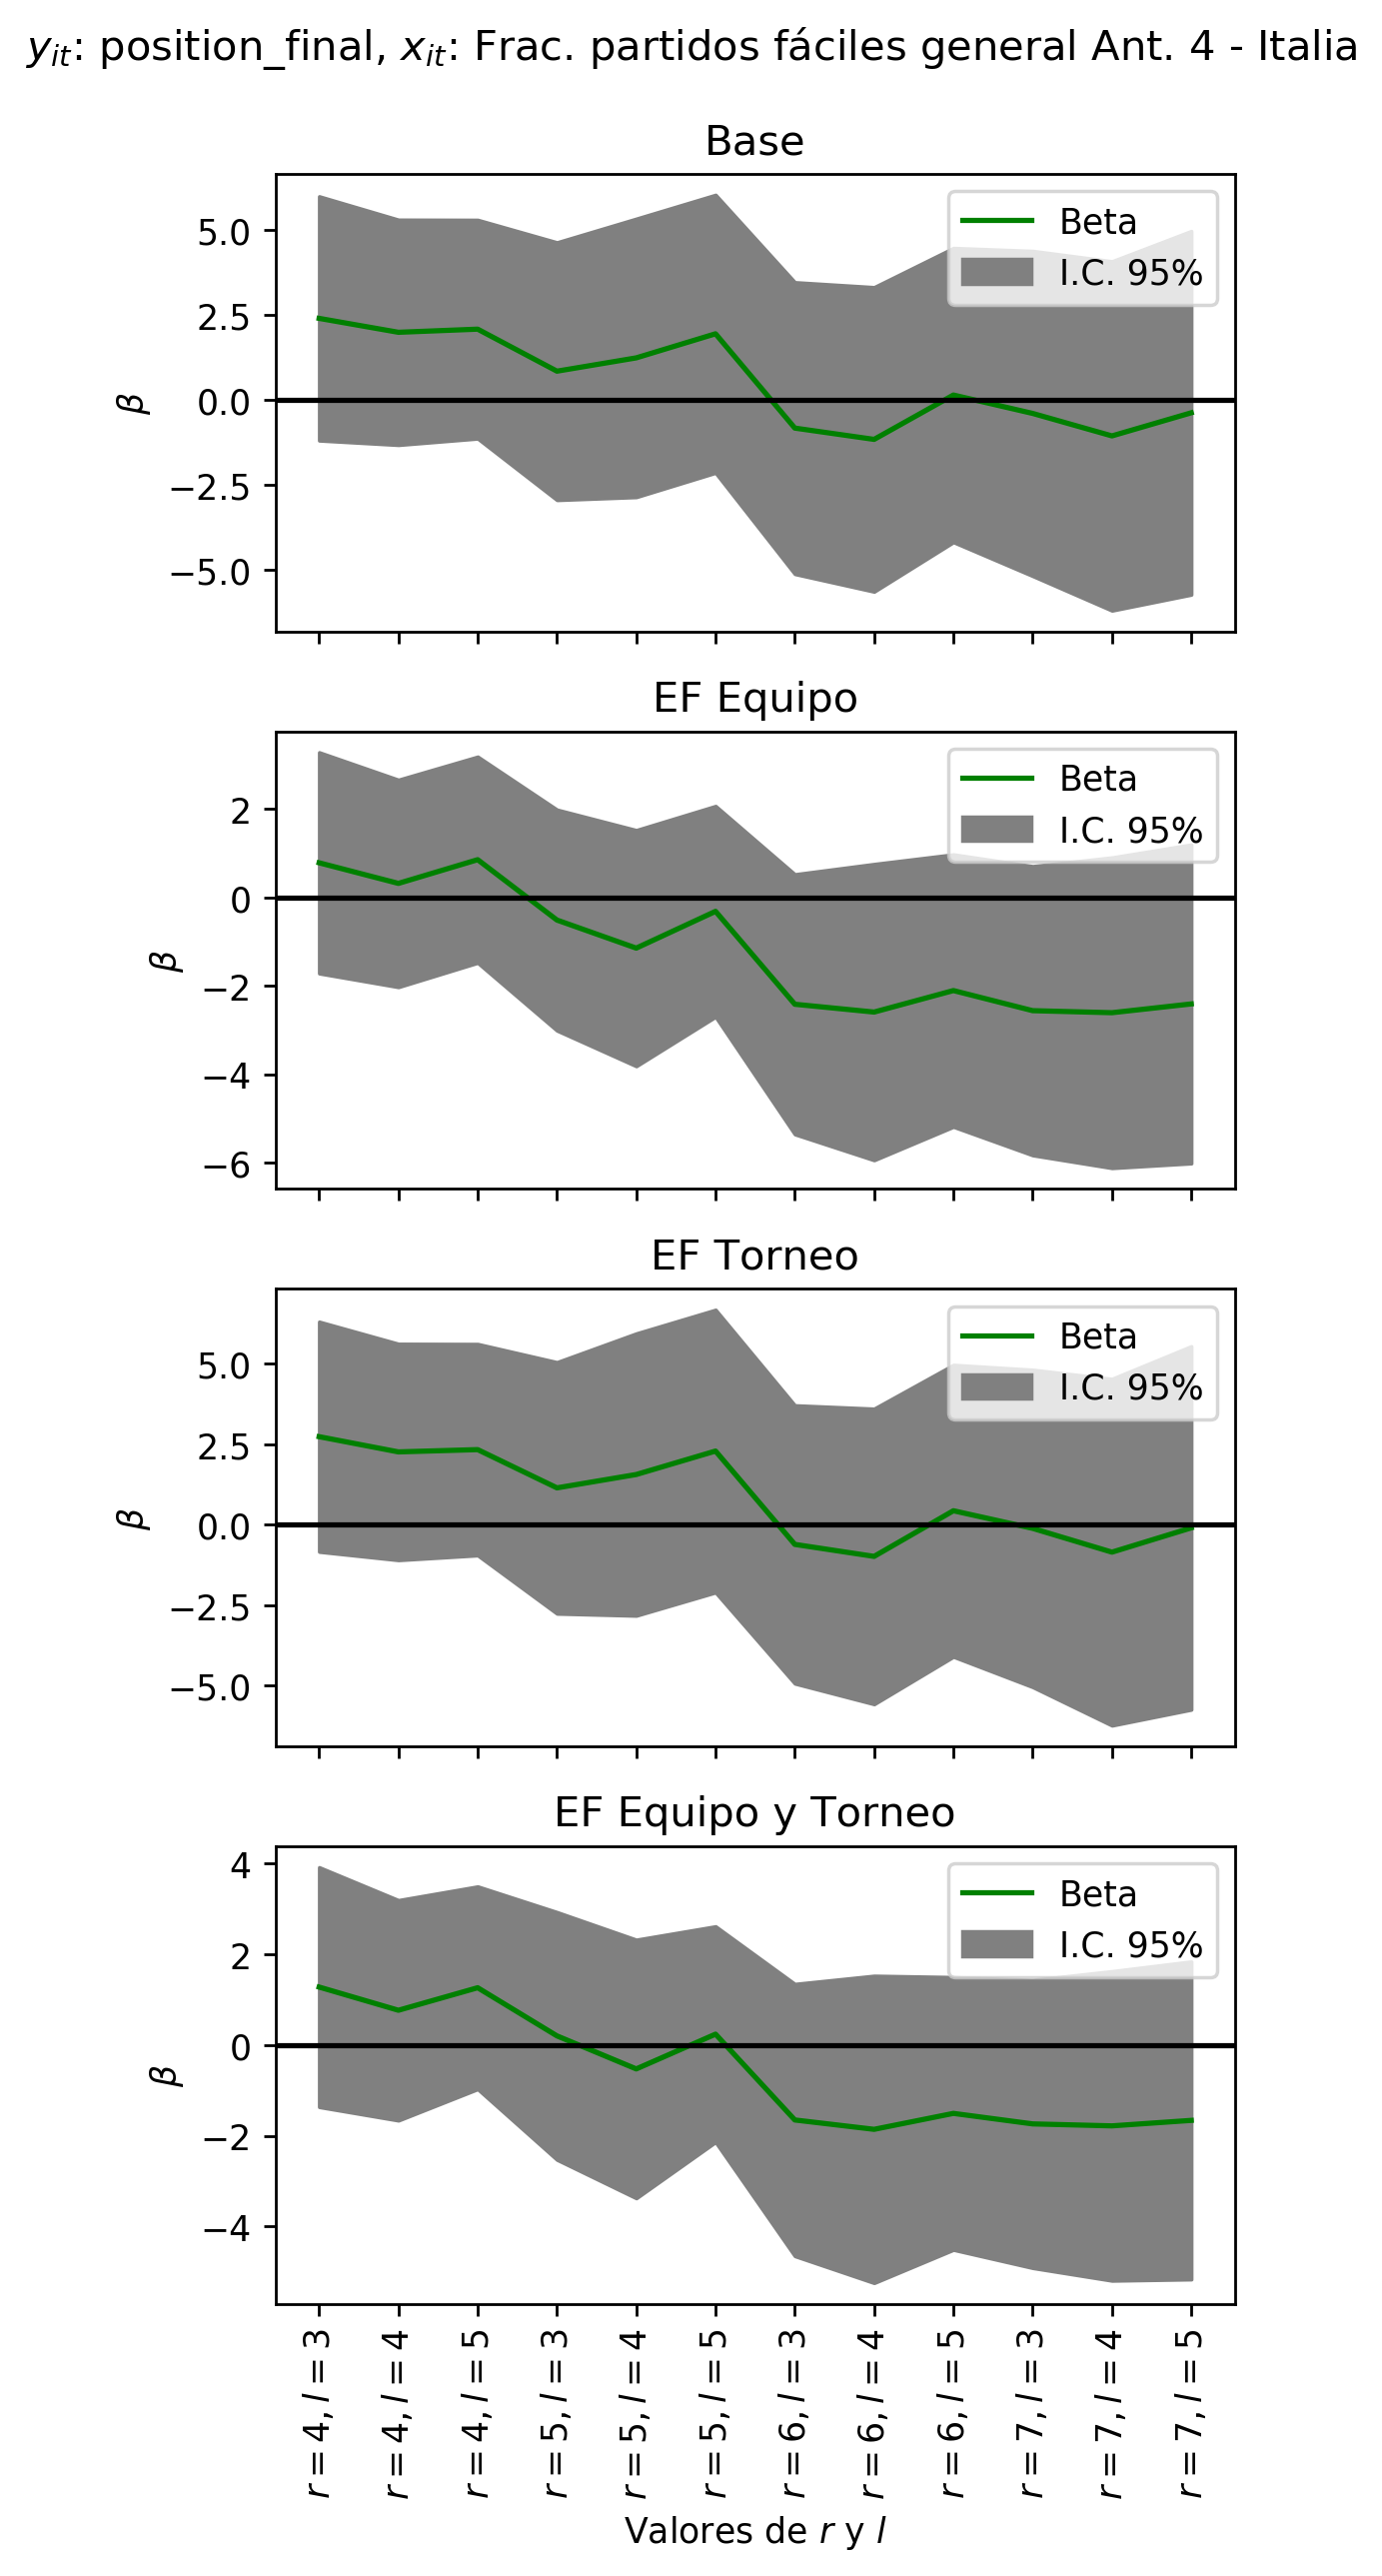 y_it: position_final, x_it: Frac. partidos fáciles general Ant. 4 - Italia
Base
5.0
2.5
0.0
−2.5
−5.0
β
Beta
I.C. 95%
EF Equipo
2
0
−2
−4
−6
β
Beta
I.C. 95%
EF Torneo
5.0
2.5
0.0
−2.5
−5.0
β
Beta
I.C. 95%
EF Equipo y Torneo
4
2
0
−2
−4
β
Beta
I.C. 95%
r = 4, l = 3
r = 4, l = 4
r = 4, l = 5
r = 5, l = 3
r = 5, l = 4
r = 5, l = 5
r = 6, l = 3
r = 6, l = 4
r = 6, l = 5
r = 7, l = 3
r = 7, l = 4
r = 7, l = 5
Valores de r y l